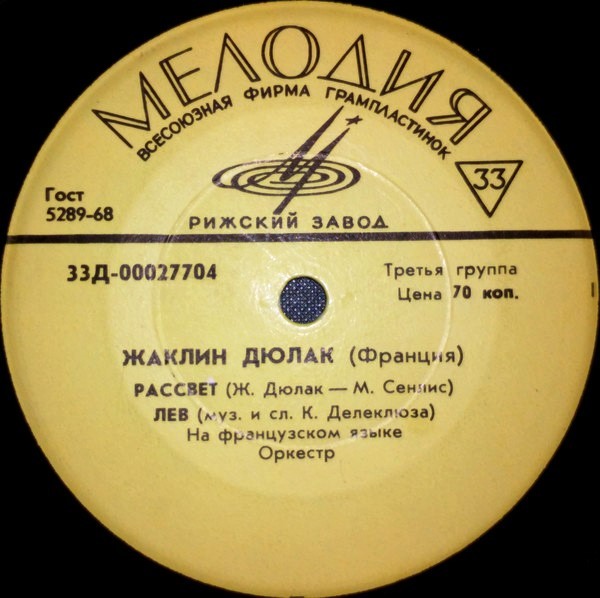 МЕЛОДИЯ
ВСЕСОЮЗНАЯ ФИРМА ГРАМПЛАСТИНОК
33
Гост
5289-68
РИЖСКИЙ ЗАВОД
33Д-00027704
Третья группа
Цена 70 коп.
ЖАКЛИН ДЮЛАК (Франция)
РАССВЕТ (Ж. Дюлак — М. Сеннис)
ЛЕВ (муз. и сл. К. Делеклюза)
На французском языке
Оркестр